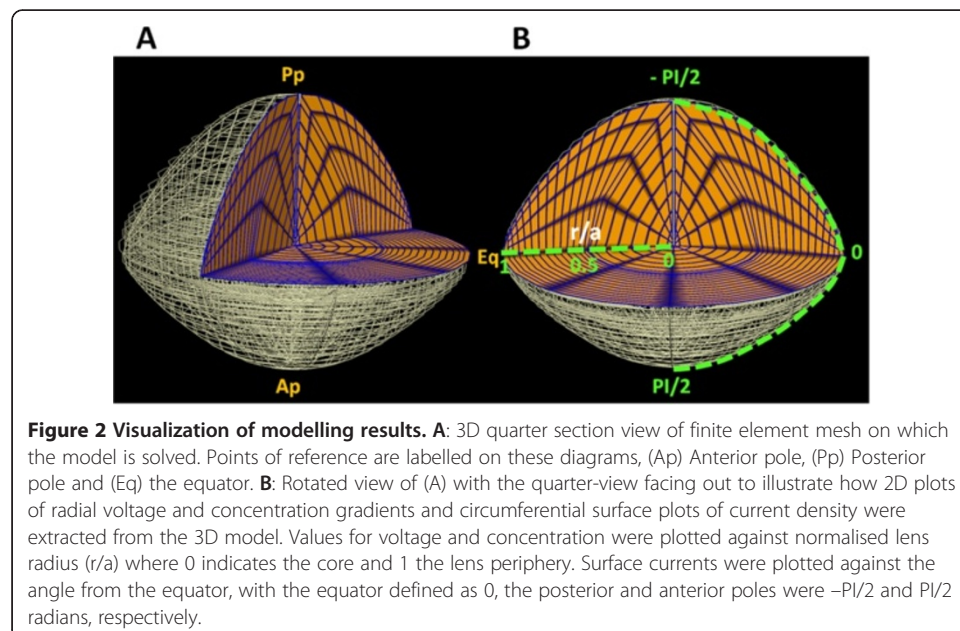 A B
Pp
- PI/2
r/a
Eq 1 0.5 0 0
Ap
PI/2
Figure 2 Visualization of modelling results. A: 3D quarter section view of finite element mesh on which
the model is solved. Points of reference are labelled on these diagrams, (Ap) Anterior pole, (Pp) Posterior
pole and (Eq) the equator. B: Rotated view of (A) with the quarter-view facing out to illustrate how 2D plots
of radial voltage and concentration gradients and circumferential surface plots of current density were
extracted from the 3D model. Values for voltage and concentration were plotted against normalised lens
radius (r/a) where 0 indicates the core and 1 the lens periphery. Surface currents were plotted against the
angle from the equator, with the equator defined as 0, the posterior and anterior poles were –PI/2 and PI/2
radians, respectively.